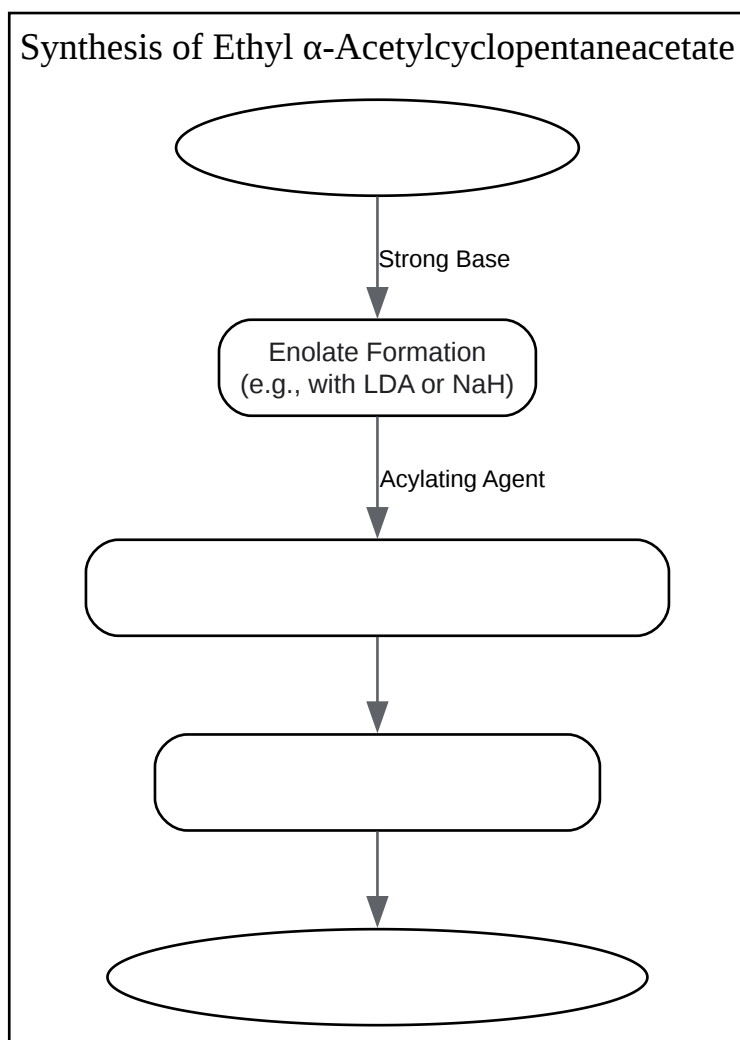 Synthesis of Ethyl α-Acetylcyclopentaneacetate
Strong Base
Enolate Formation
(e.g., with LDA or NaH)
Acylating Agent